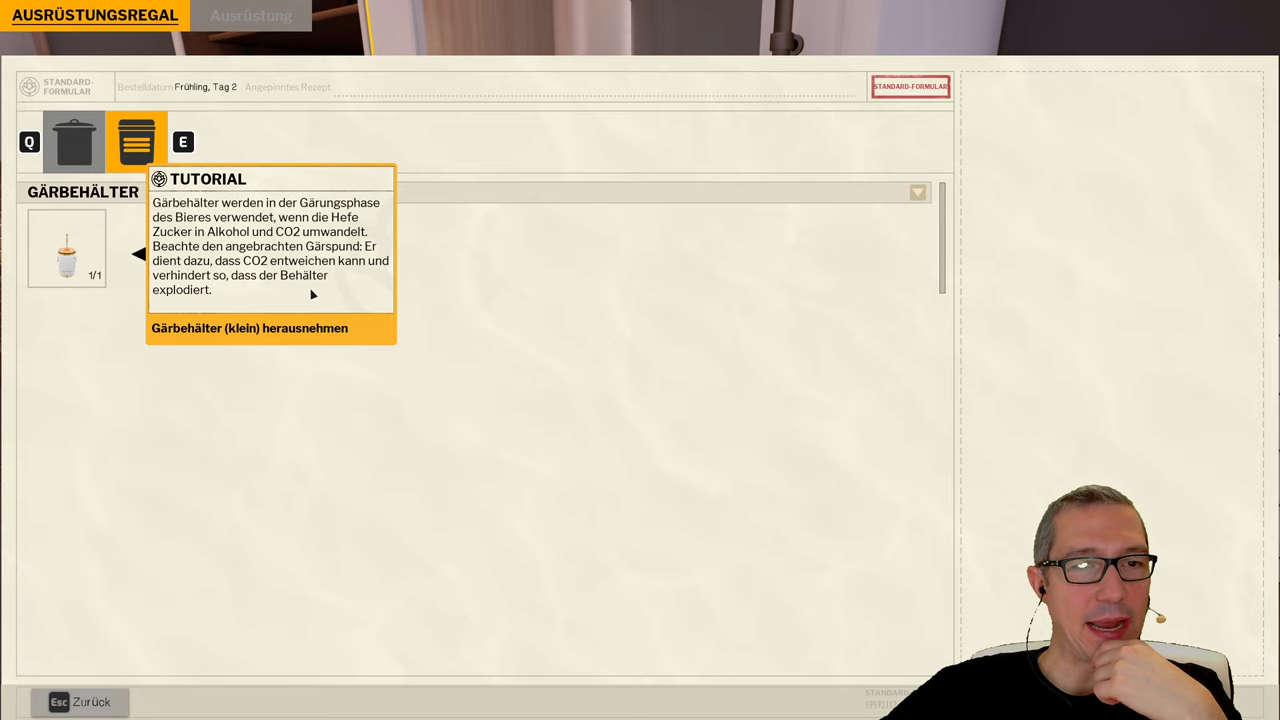 AUSRÜSTUNGSREGAL Ausrüstung
STANDARD-
FORMULAR
Bestelldatum Frühling, Tag 2 Angepinntes Rezept
STANDARD-FORMULAR
Q E
GÄRBEHÄLTER
1/1
TUTORIAL
Gärbehälter werden in der Gärungsphase
des Bieres verwendet, wenn die Hefe
Zucker in Alkohol und CO2 umwandelt.
Beachte den angebrachten Gärspund: Er
dient dazu, dass CO2 entweichen kann und
verhindert so, dass der Behälter
explodiert.
Gärbehälter (klein) herausnehmen
Esc Zurück